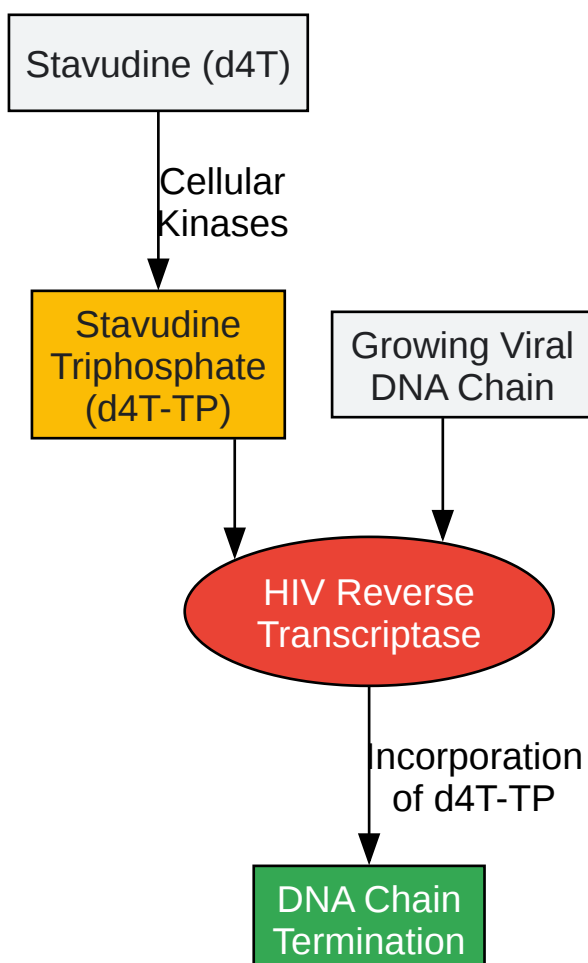 Stavudine (d4T)
Cellular
Kinases
Stavudine
Triphosphate
(d4T-TP)
Growing Viral
DNA Chain
HIV Reverse
Transcriptase
Incorporation
of d4T-TP
DNA Chain
Termination